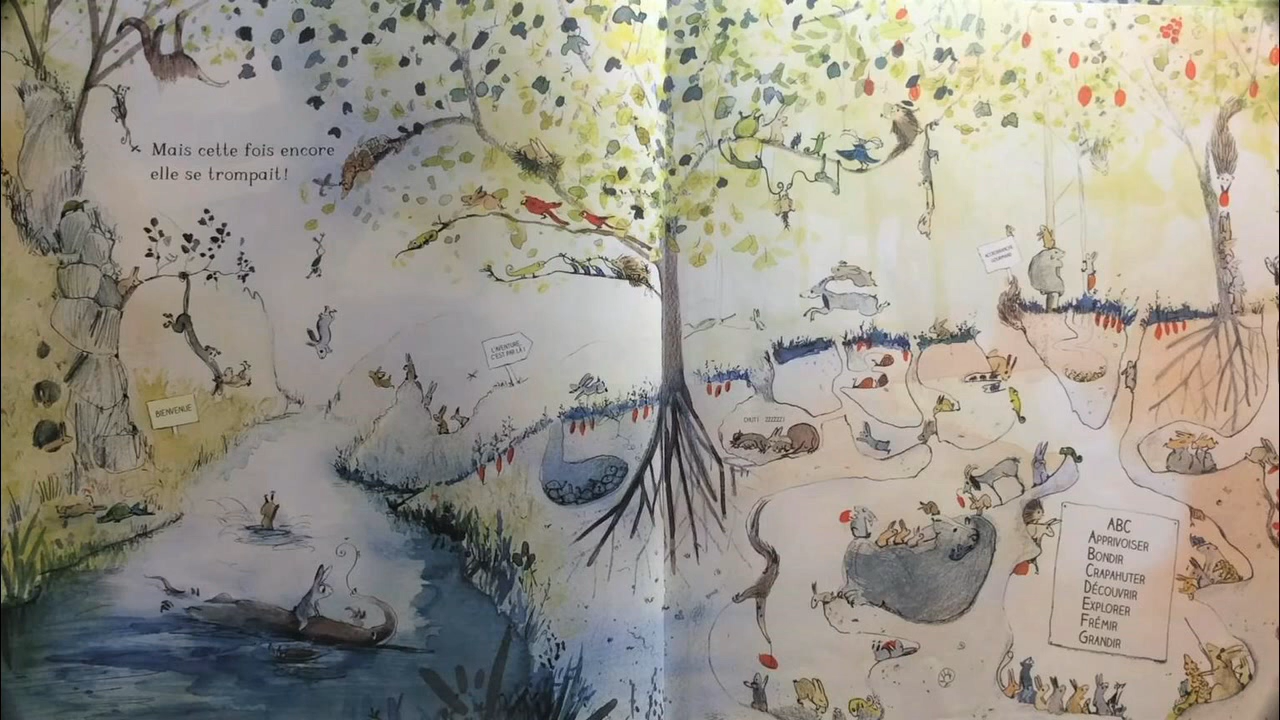 Mais cette fois encore
elle se trompait!
BIENVENUE
L'AVENTURE,
C'EST PAR LÀ!
CHUT! ZZZZZZ!
ABC
APPRIVOISER
BONDIR
CRAPAHUTER
DÉCOUVRIR
EXPLORER
FRÉMIR
GRANDIR